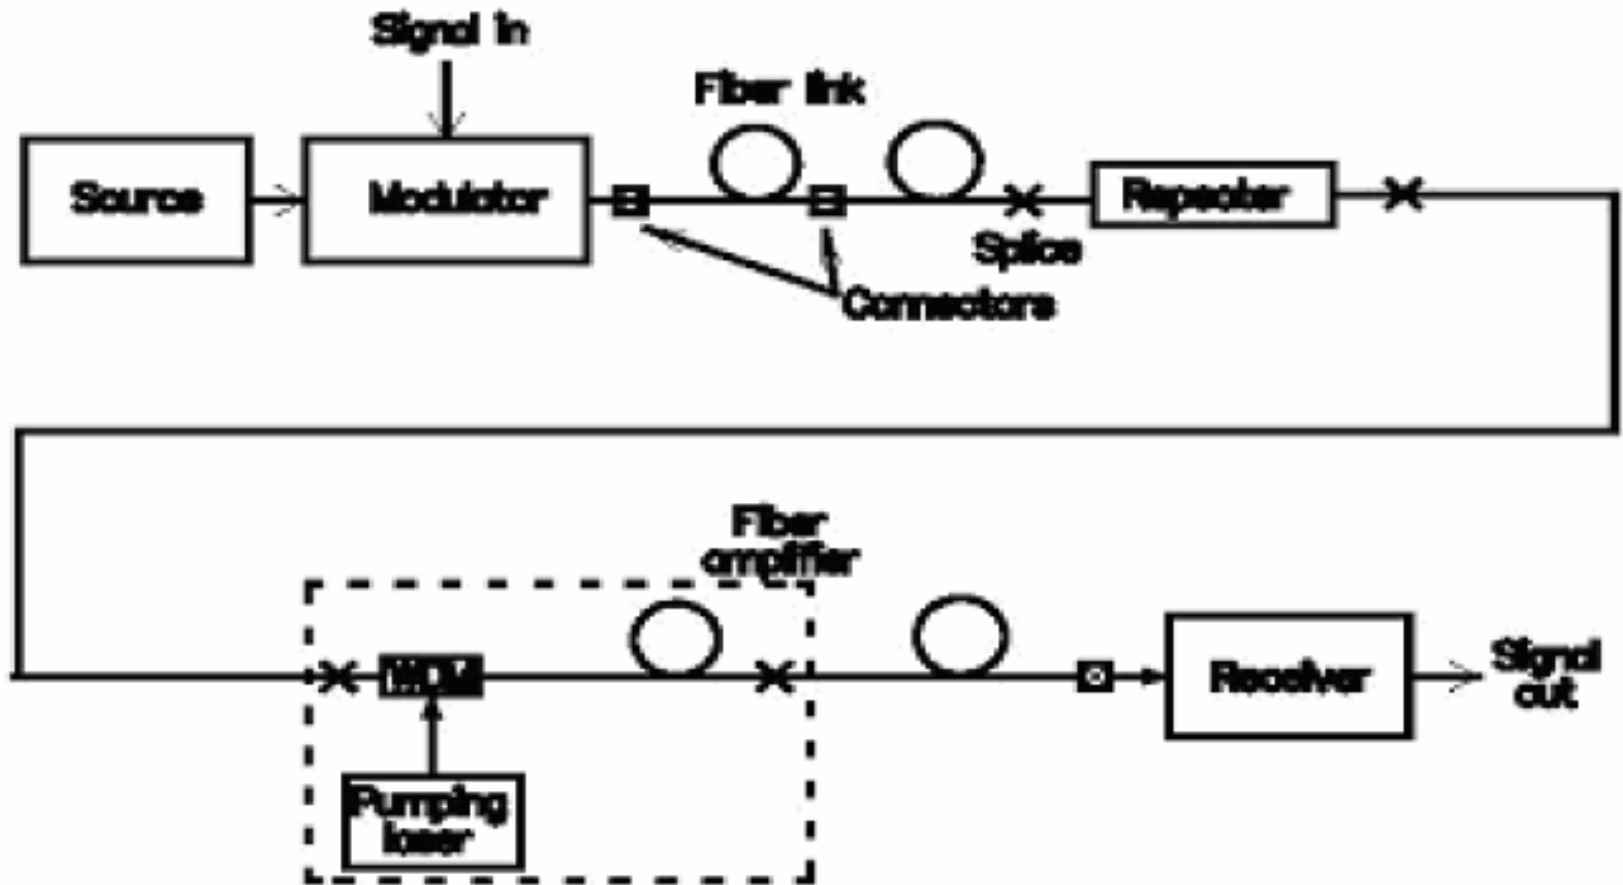 Signal in
Fiber link
Source
Modulator
Repeater
Splice
Connectors
Fiber
amplifier
WDM
Receiver
Signal
out
Pumping
laser